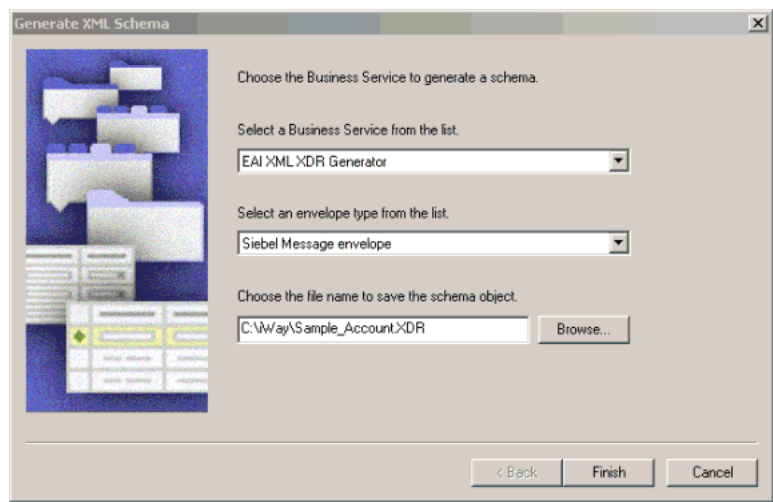 Generate XML Schema
Choose the Business Service to generate a schema.
Select a Business Service from the list.
EAI XML XDR Generator
Select an envelope type from the list.
Siebel Message envelope
Choose the file name to save the schema object.
C:\iWay\Sample_Account.XDR
Browse...
< Back Finish Cancel